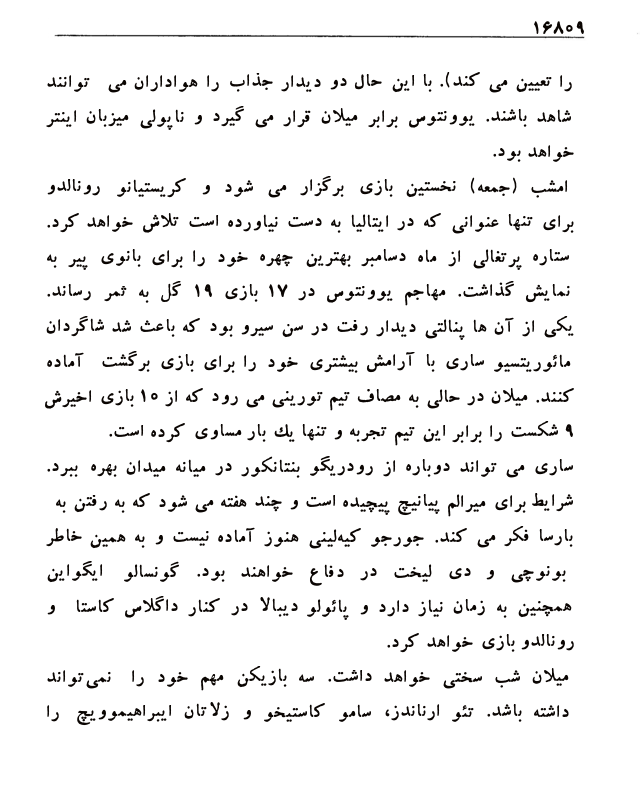 ۱۶۸۰۹
را تعیین می کند). با این حال دو دیدار جذاب را هواداران می توانند
شاهد باشند. یوونتوس برابر میلان قرار می گیرد و ناپولی میزبان اینتر
خواهد بود.
امشب (جمعه) نخستین بازی برگزار می شود و کریستیانو رونالدو
برای تنها عنوانی که در ایتالیا به دست نیاورده است تلاش خواهد کرد.
ستاره پرتغالی از ماه دسامبر بهترین چهره خود را برای بانوی پیر به
نمایش گذاشت. مهاجم یوونتوس در ۱۷ بازی ۱۹ گل به ثمر رساند.
یکی از آن ها پنالتی دیدار رفت در سن سیرو بود که باعث شد شاگردان
مائوریتسیو ساری با آرامش بیشتری خود را برای بازی برگشت آماده
کنند. میلان در حالی به مصاف تیم تورینی می رود که از ۱۰ بازی اخیرش
۹ شکست را برابر این تیم تجربه و تنها یك بار مساوی کرده است.
ساری می تواند دوباره از رودریگو بنتانکور در میانه میدان بهره ببرد.
شرایط برای میرالم پیانیچ پیچیده است و چند هفته می شود که به رفتن به
بارسا فکر می کند. جورجو کیه‌لینی هنوز آماده نیست و به همین خاطر
بونوچی و دی لیخت در دفاع خواهند بود. گونسالو ایگواین
همچنین به زمان نیاز دارد و پائولو دیبالا در کنار داگلاس کاستا و
رونالدو بازی خواهد کرد.
میلان شب سختی خواهد داشت. سه بازیکن مهم خود را نمی‌تواند
داشته باشد. تئو ارناندز، سامو کاستیخو و زلاتان ایبراهیموویچ را